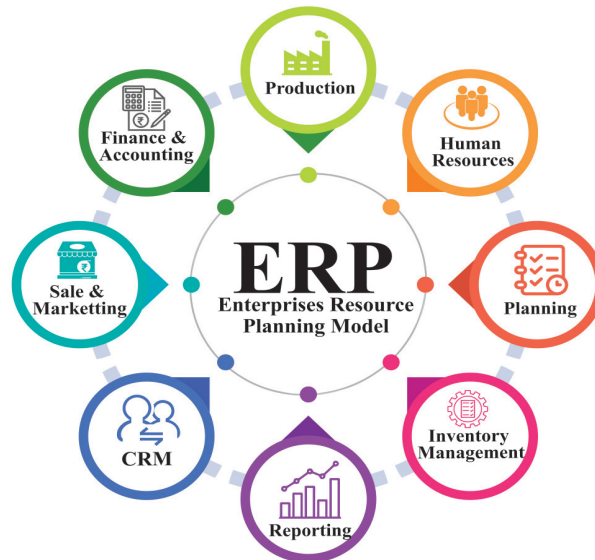 Production
Human
Resources
Planning
Inventory
Management
Reporting
CRM
Sale &
Marketting
Finance &
Accounting
ERP
Enterprises Resource
Planning Model
₹
₹